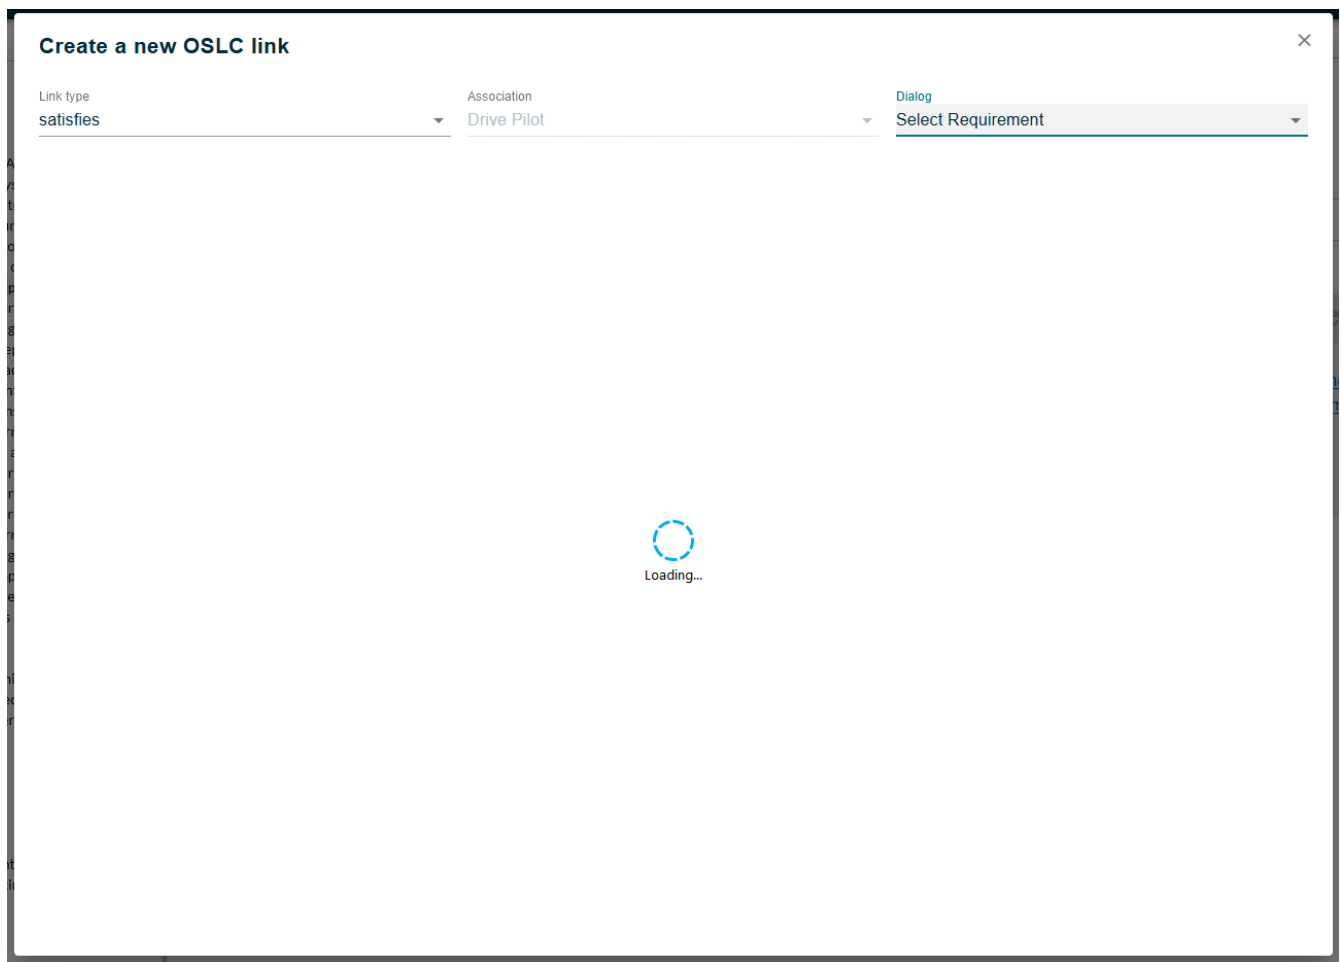 Create a new OSLC link
Link type
Association
Dialog
satisfies
Drive Pilot
Select Requirement
Loading...